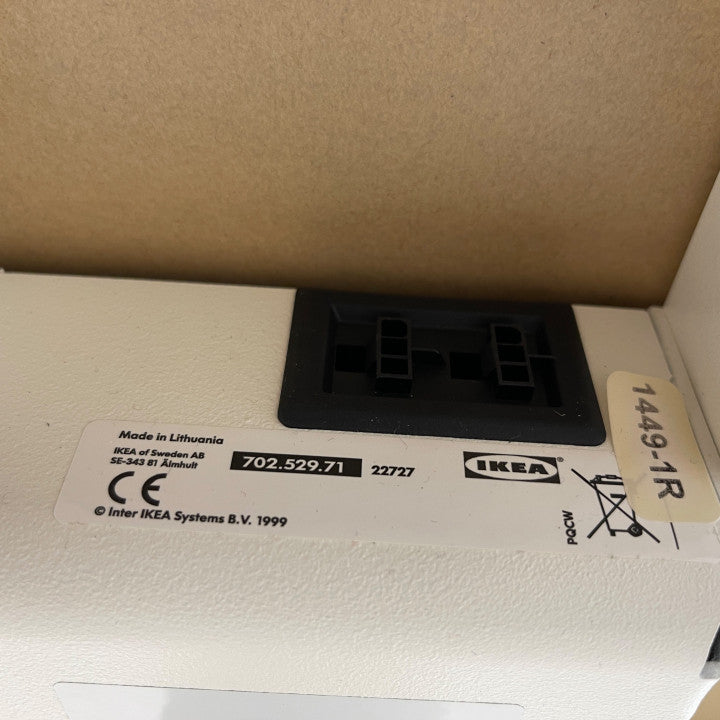 Made in Lithuania
IKEA of Sweden AB
SE-343 81 Älmhult
702.529.71
22727
IKEA®
© Inter IKEA Systems B.V. 1999
PQCW
1449-1R